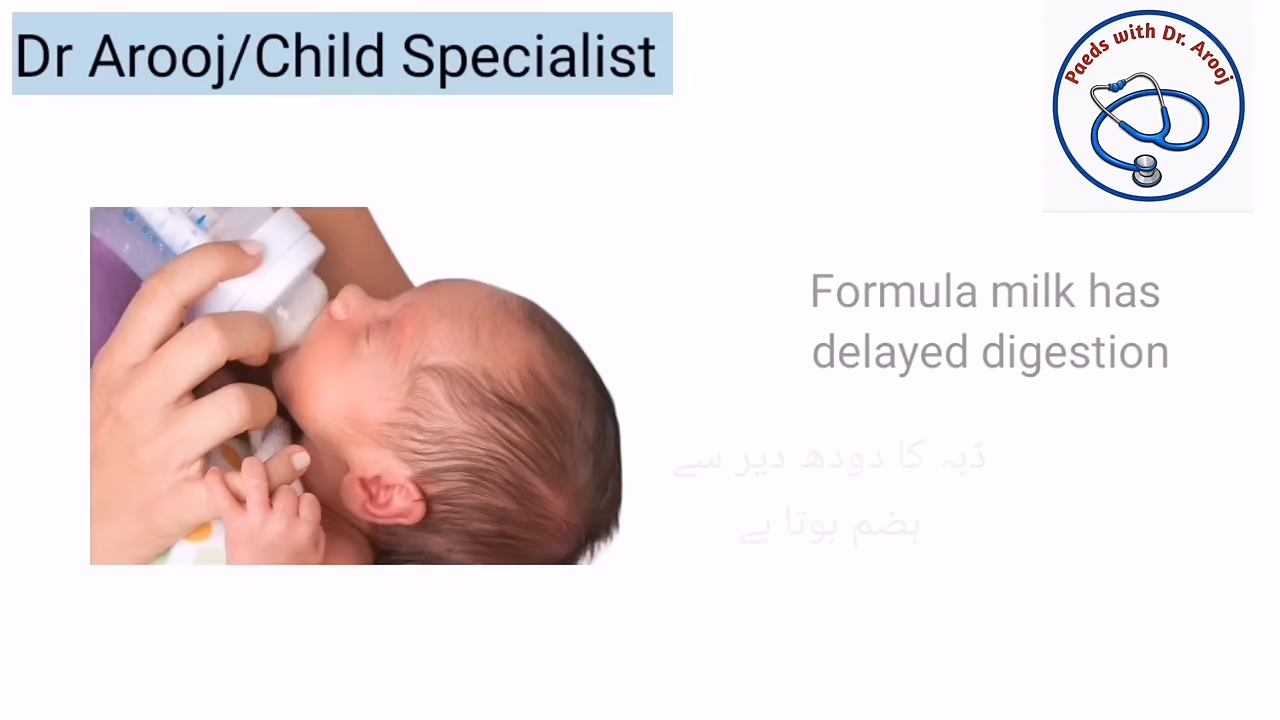 Dr Arooj/Child Specialist
Paeds with Dr. Arooj
Formula milk has
delayed digestion
ڈبہ کا دودھ دیر سے
ہضم ہوتا ہے